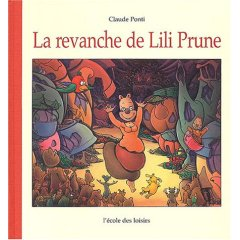 Claude Ponti
La revanche de Lili Prune
l'école des loisirs